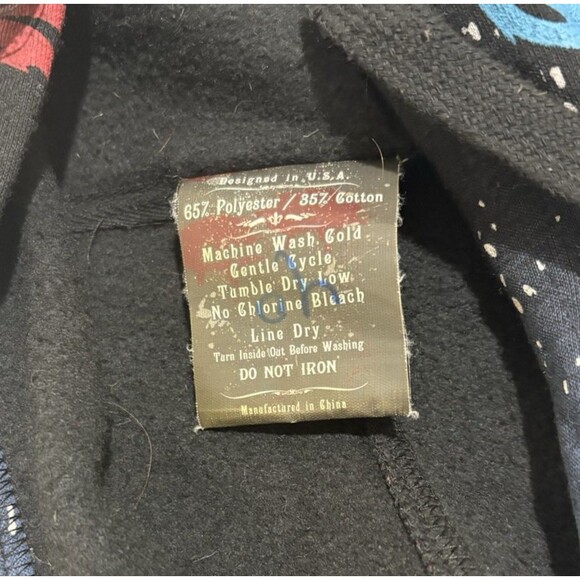 Designed in U.S.A.
65% Polyester / 35% Cotton
Machine Wash Cold
Gentle Cycle
Tumble Dry Low
No Chlorine Bleach
Line Dry
Turn Inside Out Before Washing
DO NOT IRON
Manufactured in China